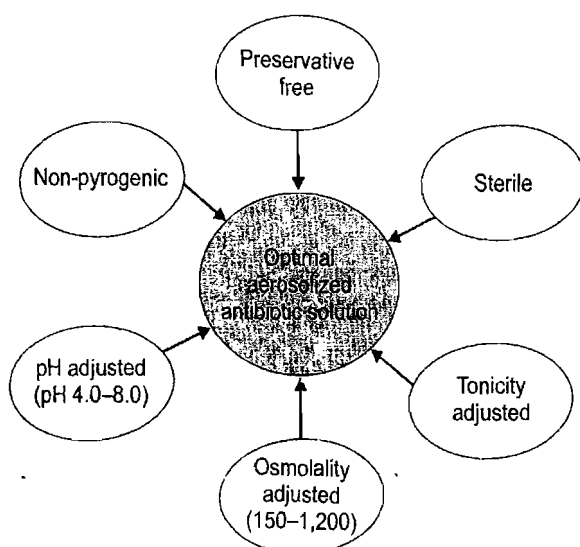 Preservative
free
Non-pyrogenic
Sterile
Optimal
aerosolized
antibiotic solution
pH adjusted
(pH 4.0–8.0)
Tonicity
adjusted
Osmolality
adjusted
(150–1,200)